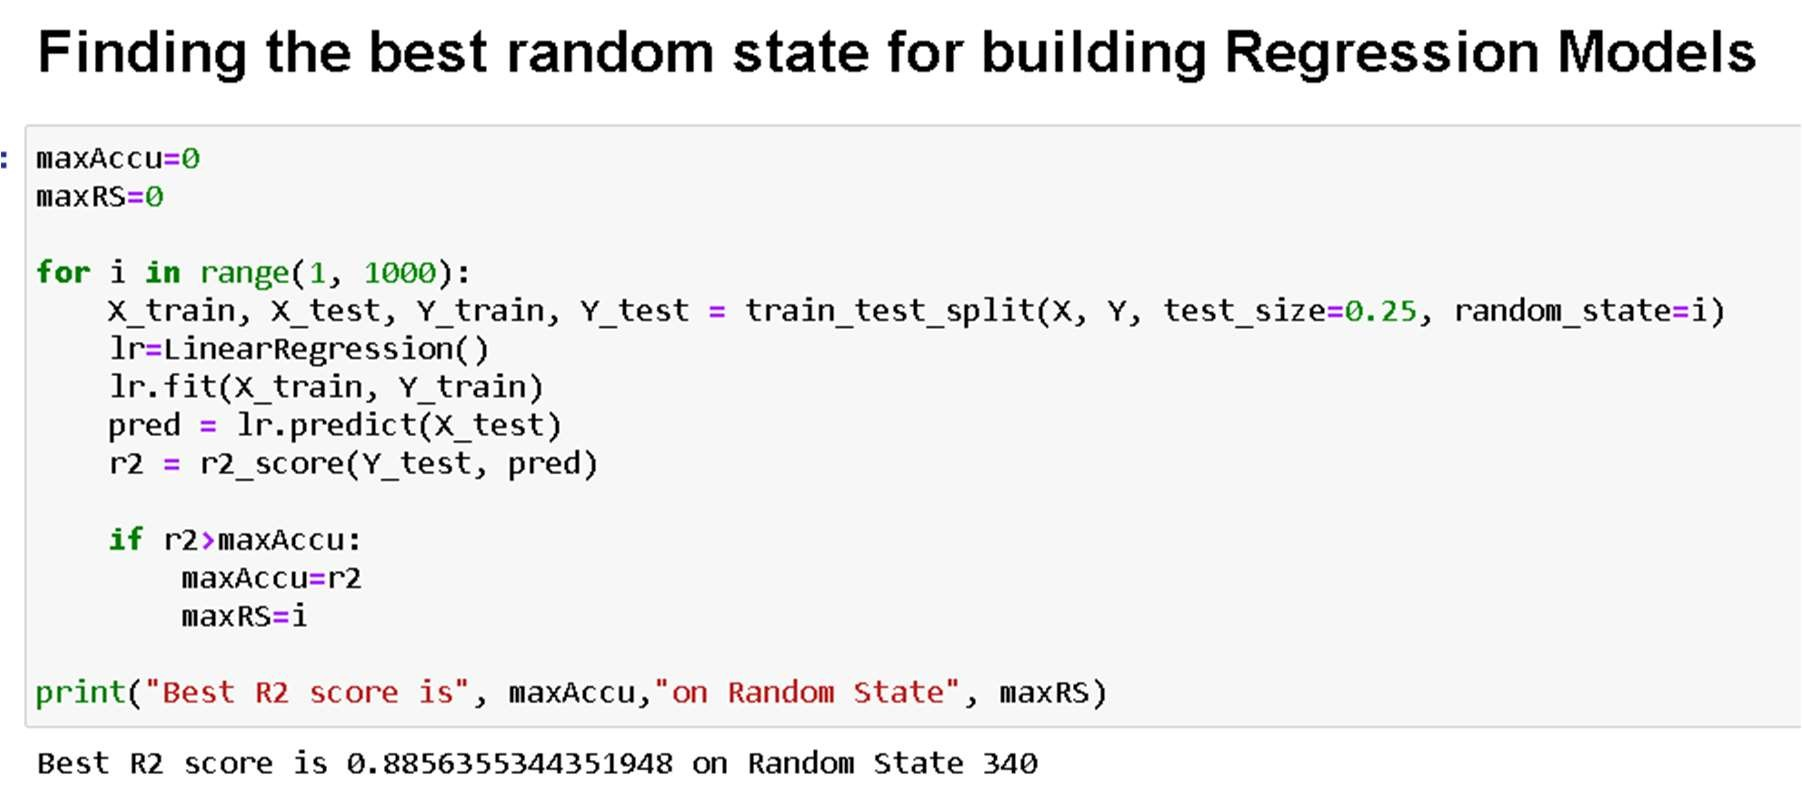 Finding the best random state for building Regression Models
: maxAccu=0
maxRS=0
for i in range(1, 1000):
X_train, X_test, Y_train, Y_test = train_test_split(X, Y, test_size=0.25, random_state=i)
lr=LinearRegression()
lr.fit(X_train, Y_train)
pred = lr.predict(X_test)
r2 = r2_score(Y_test, pred)
if r2>maxAccu:
maxAccu=r2
maxRS=i
print("Best R2 score is", maxAccu,"on Random State", maxRS)
Best R2 score is 0.8856355344351948 on Random State 340